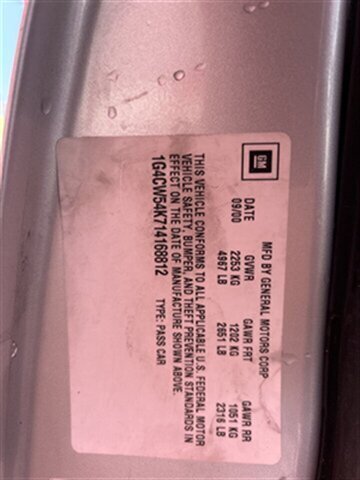 GM
MFD BY GENERAL MOTORS CORP
DATE GVWR GAWR FRT GAWR RR
09/00 2253 KG 1202 KG 1051 KG
4967 LB 2651 LB 2316 LB
THIS VEHICLE CONFORMS TO ALL APPLICABLE U.S. FEDERAL MOTOR
VEHICLE SAFETY, BUMPER, AND THEFT PREVENTION STANDARDS IN
EFFECT ON THE DATE OF MANUFACTURE SHOWN ABOVE.
1G4CW54K714168812 TYPE: PASS CAR